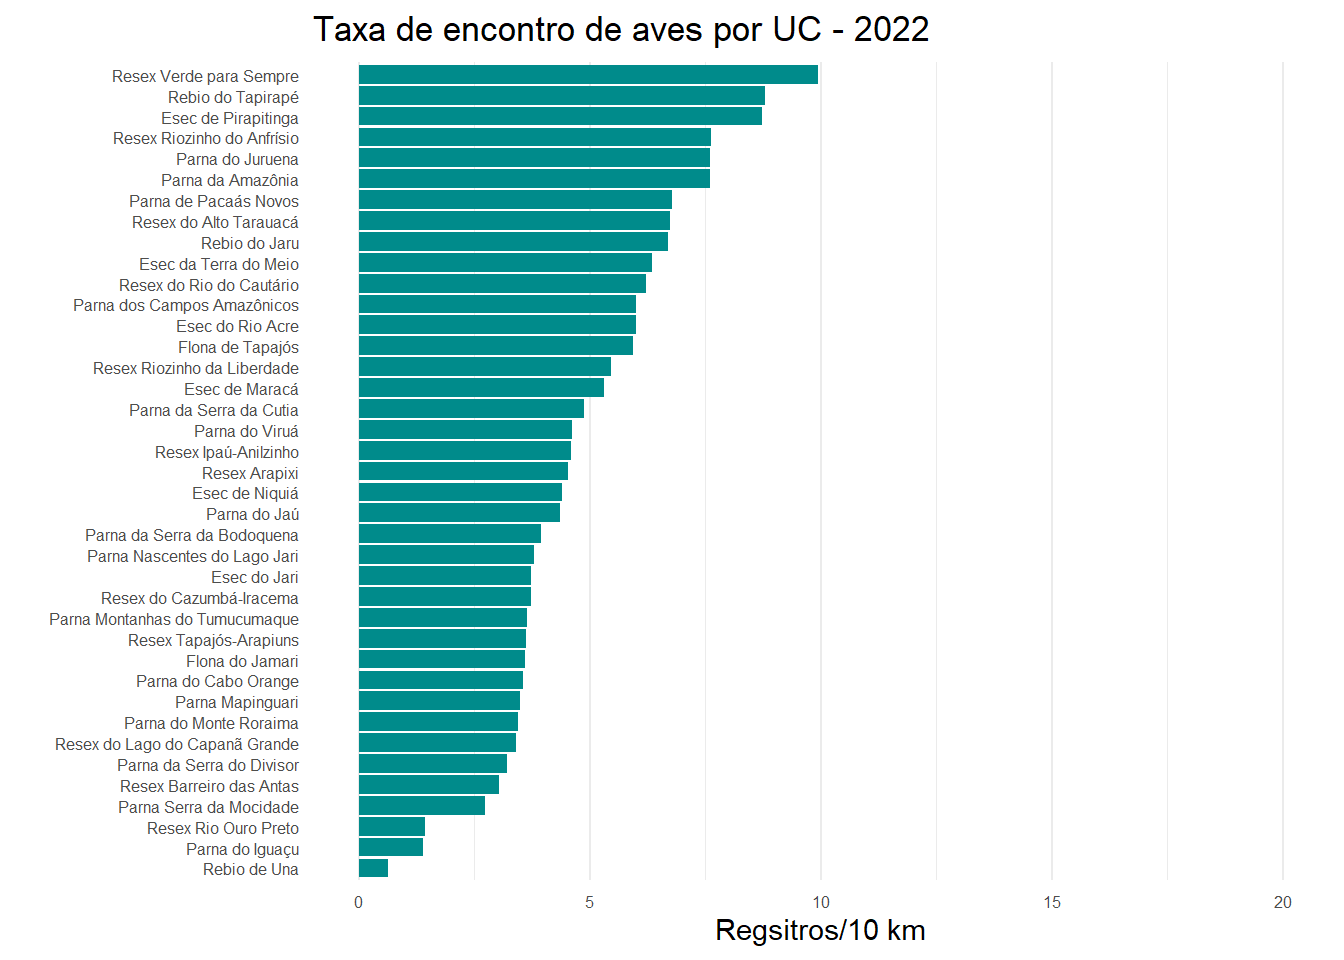 Taxa de encontro de aves por UC - 2022
Resex Verde para Sempre
Rebio do Tapirapé
Esec de Pirapitinga
Resex Riozinho do Anfrísio
Parna do Juruena
Parna da Amazônia
Parna de Pacaás Novos
Resex do Alto Tarauacá
Rebio do Jaru
Esec da Terra do Meio
Resex do Rio do Cautário
Parna dos Campos Amazônicos
Esec do Rio Acre
Flona de Tapajós
Resex Riozinho da Liberdade
Esec de Maracá
Parna da Serra da Cutia
Parna do Viruá
Resex Ipaú-Anilzinho
Resex Arapixi
Esec de Niquiá
Parna do Jaú
Parna da Serra da Bodoquena
Parna Nascentes do Lago Jari
Esec do Jari
Resex do Cazumbá-Iracema
Parna Montanhas do Tumucumaque
Resex Tapajós-Arapiuns
Flona do Jamari
Parna do Cabo Orange
Parna Mapinguari
Parna do Monte Roraima
Resex do Lago do Capanã Grande
Parna da Serra do Divisor
Resex Barreiro das Antas
Parna Serra da Mocidade
Resex Rio Ouro Preto
Parna do Iguaçu
Rebio de Una
0 5 10 15 20
Regsitros/10 km